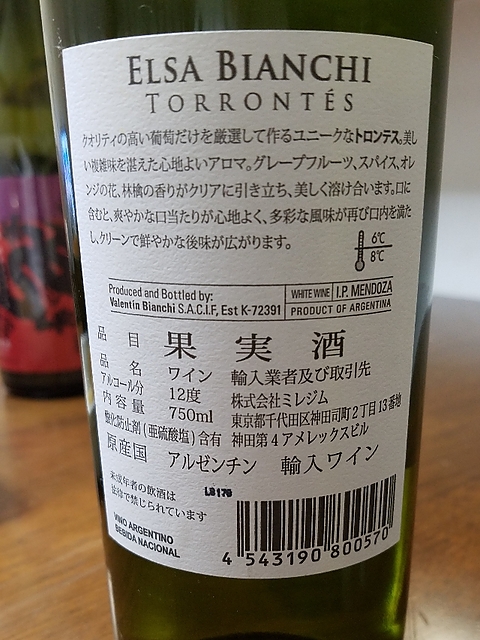 ELSA BIANCHI
TORRONTÉS
クオリティの高い葡萄だけを厳選して作るユニークなトロンテス。美し
い複雑味を湛えた心地よいアロマ。グレープフルーツ、スパイス、オレ
ンジの花、林檎の香りがクリアに引き立ち、美しく溶け合います。口に
含むと、爽やかな口当たりが心地よく、多彩な風味が再び口内を満た
し、クリーンで鮮やかな後味が広がります。
6℃
8℃
Produced and Bottled by:
Valentin Bianchi S.A.C.I.F, Est K-72391
WHITE WINE I.P. MENDOZA
PRODUCT OF ARGENTINA
品目 果実酒
品名 ワイン
アルコール分 12度
内容量 750ml
酸化防止剤(亜硫酸塩)含有
輸入業者及び取引先
株式会社ミレジム
東京都千代田区神田司町2丁目13番地
神田第4アメレックスビル
原産国 アルゼンチン 輸入ワイン
未成年者の飲酒は
法律で禁じられています
L8176
VINO ARGENTINO
BEBIDA NACIONAL
4 543190 800570